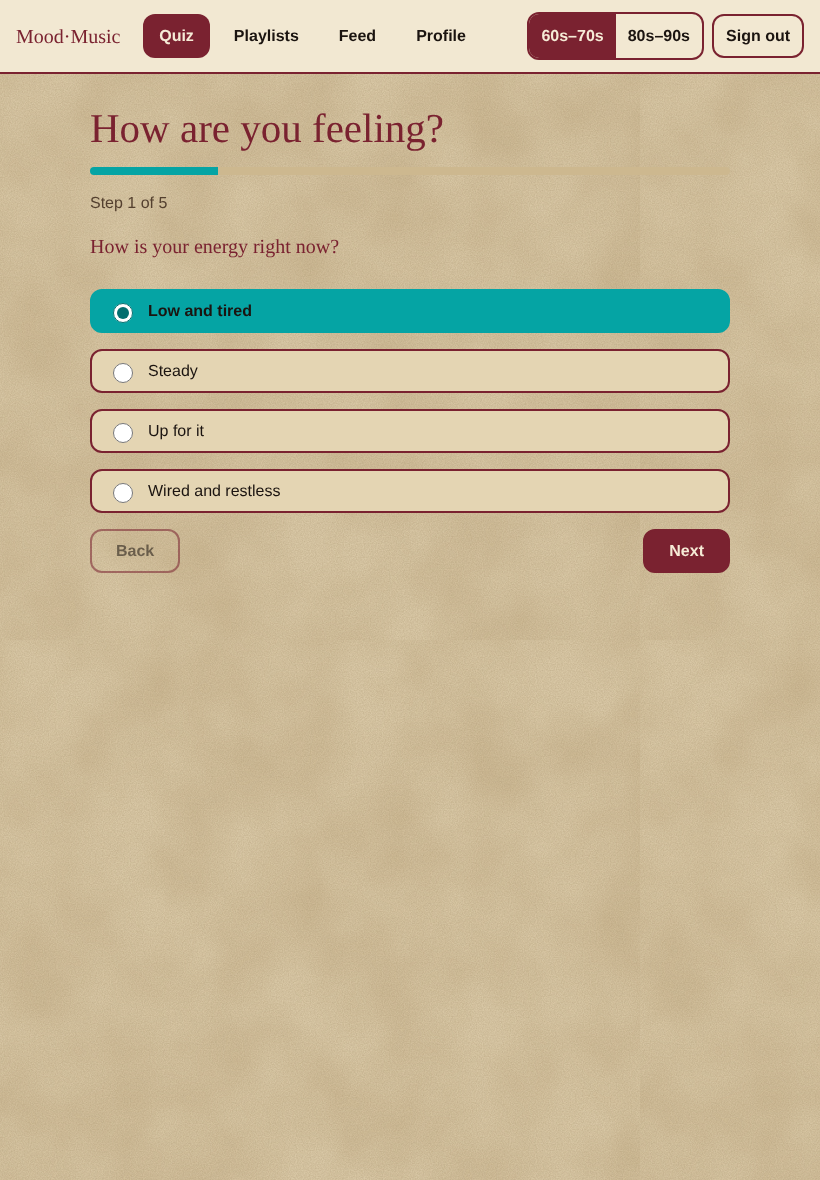 Mood·Music Quiz Playlists Feed Profile 60s–70s 80s–90s Sign out
How are you feeling?
Step 1 of 5
How is your energy right now?
Low and tired
Steady
Up for it
Wired and restless
Back Next